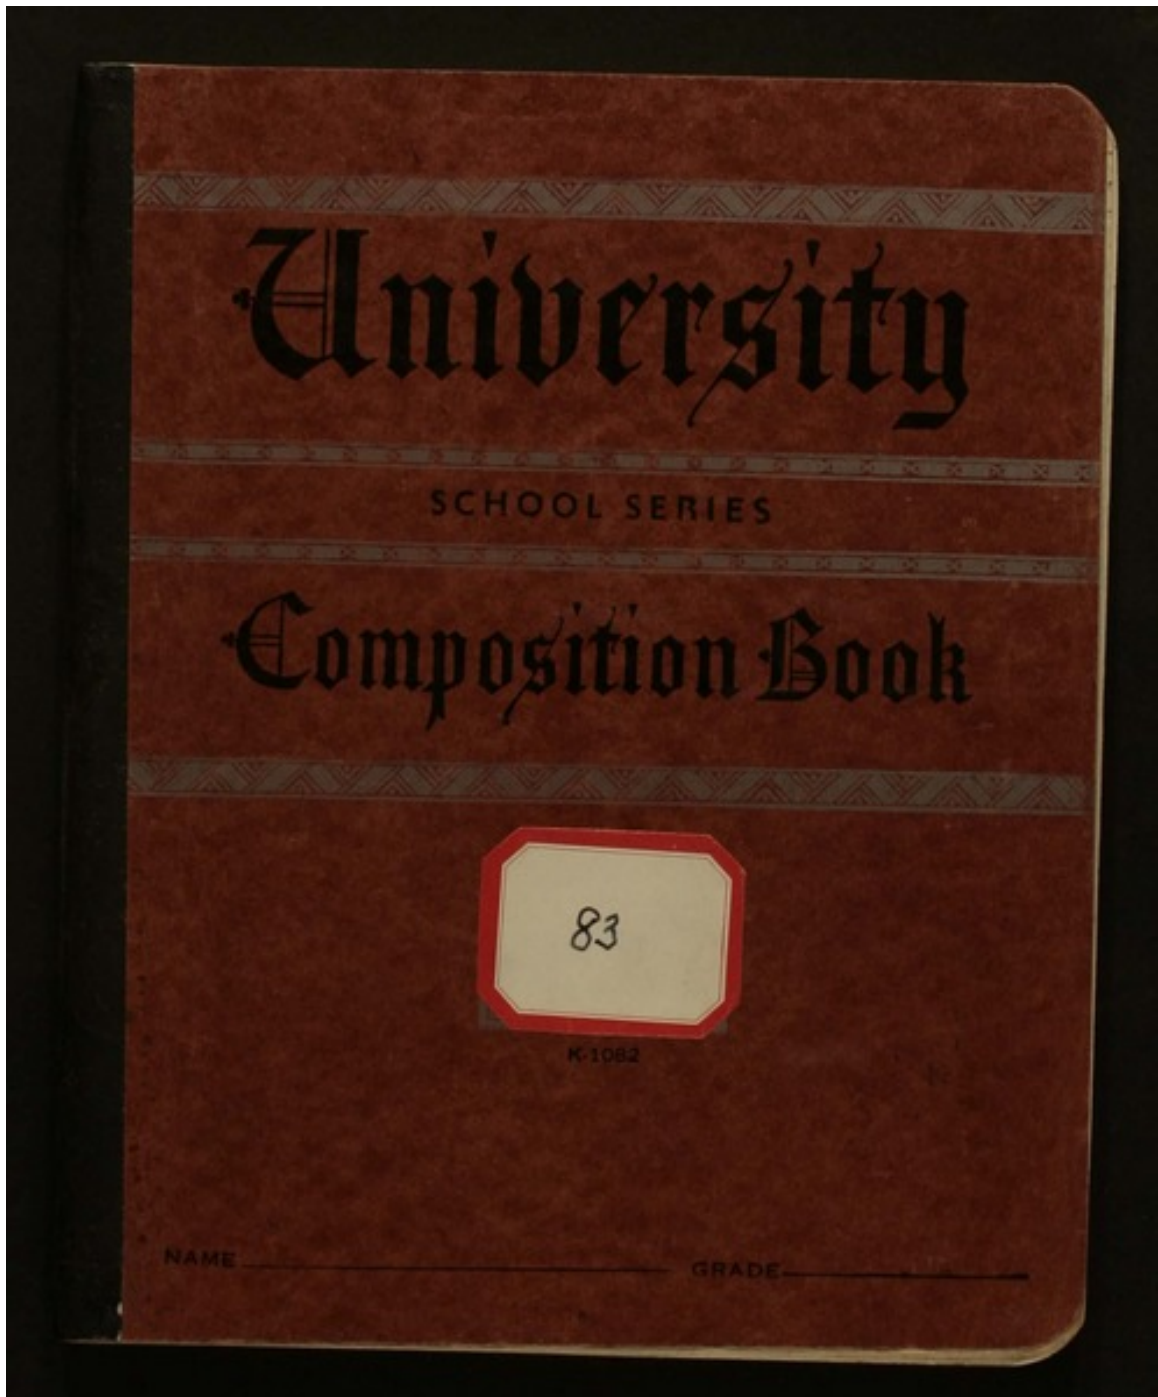 University
SCHOOL SERIES
Composition Book
83
K-1082
NAME GRADE